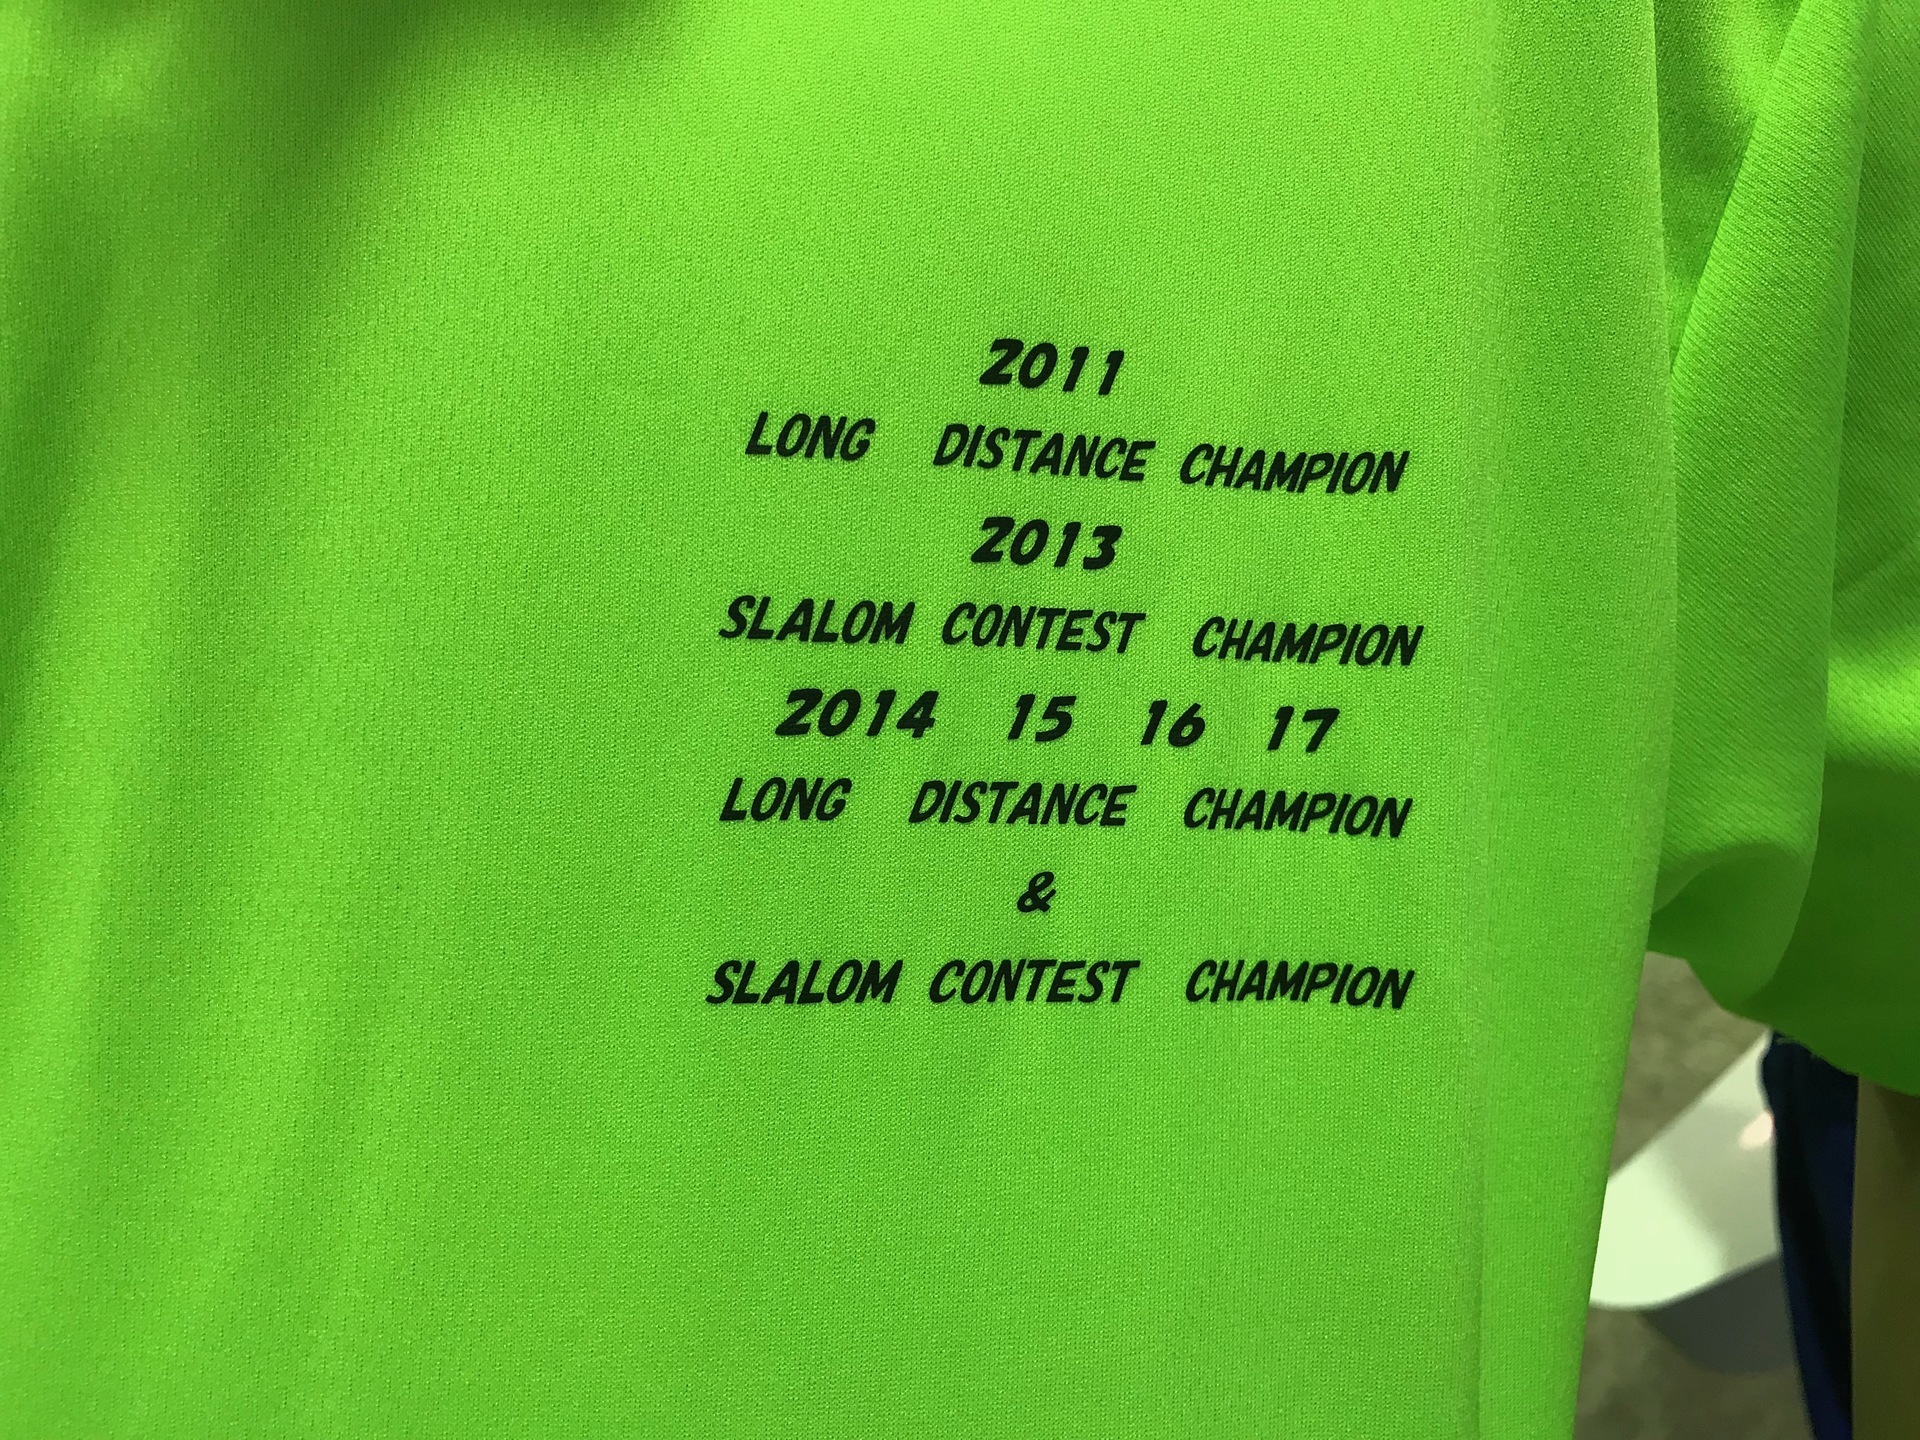 2011
LONG DISTANCE CHAMPION
2013
SLALOM CONTEST CHAMPION
2014 15 16 17
LONG DISTANCE CHAMPION
&
SLALOM CONTEST CHAMPION